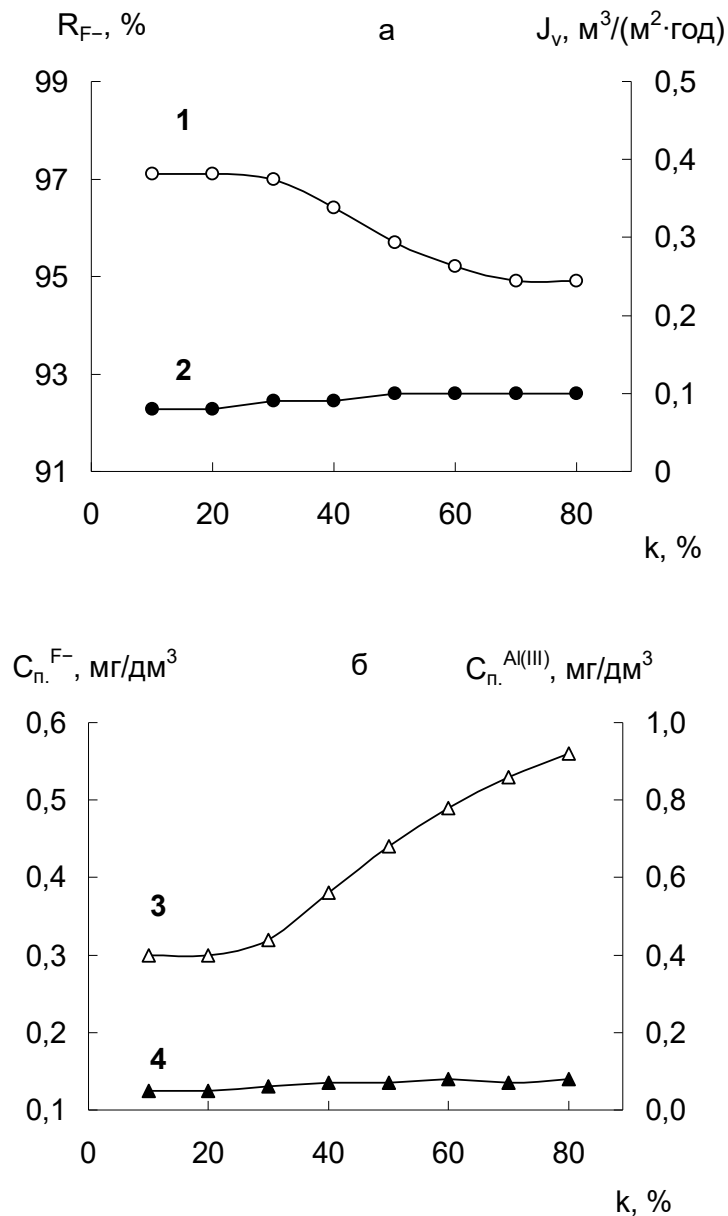 R_F–, % а J_v, м³/(м²·год)
99 0,5
1
97 0,4
0,3
95
0,2
2
93 0,1
91 0
0 20 40 60 80
k, %
C_п.^F–, мг/дм³ б C_п.^Al(III), мг/дм³
0,6 1,0
0,5 0,8
0,4 0,6
3
0,3 0,4
0,2 0,2
4
0,1 0,0
0 20 40 60 80
k, %